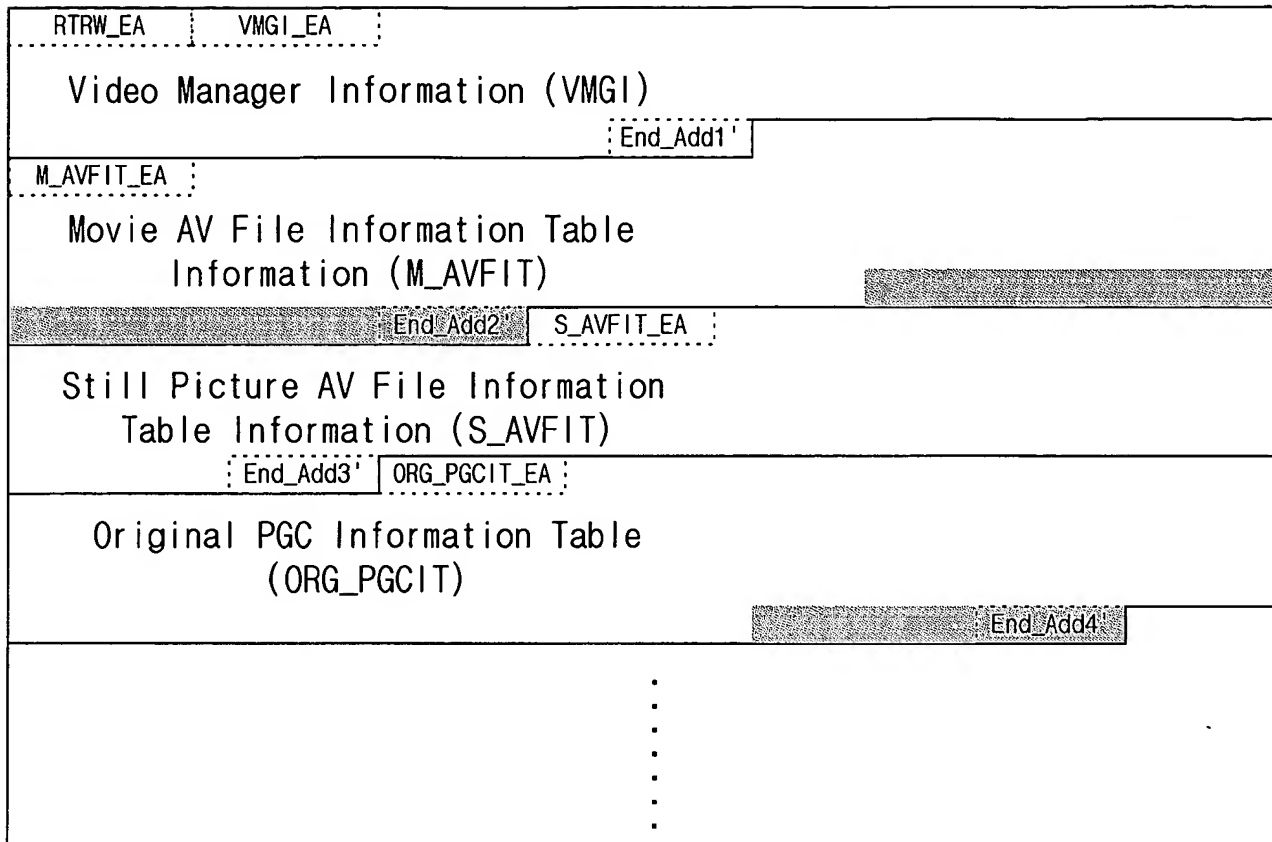 RTRW_EA VMGI_EA
Video Manager Information (VMGI)
End_Add1'
M_AVFIT_EA
Movie AV File Information Table
Information (M_AVFIT)
End_Add2' S_AVFIT_EA
Still Picture AV File Information
Table Information (S_AVFIT)
End_Add3' ORG_PGCIT_EA
Original PGC Information Table
(ORG_PGCIT)
End_Add4'